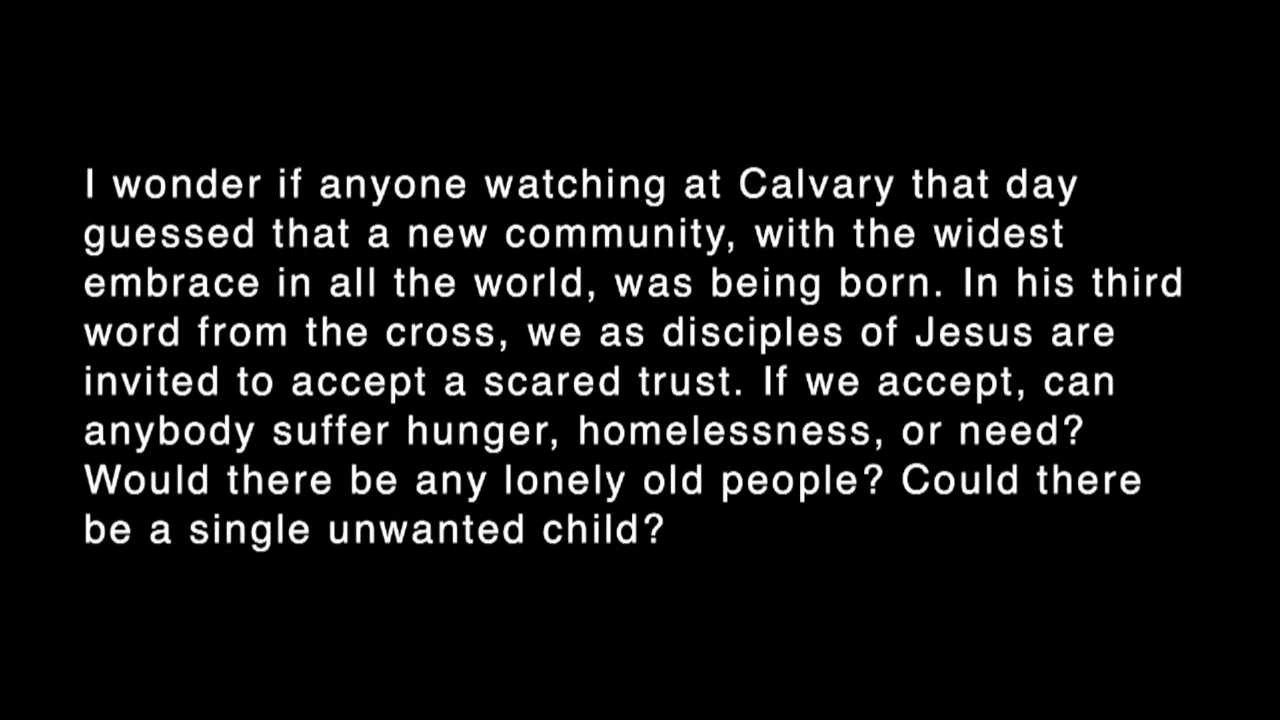 I wonder if anyone watching at Calvary that day
guessed that a new community, with the widest
embrace in all the world, was being born. In his third
word from the cross, we as disciples of Jesus are
invited to accept a scared trust. If we accept, can
anybody suffer hunger, homelessness, or need?
Would there be any lonely old people? Could there
be a single unwanted child?